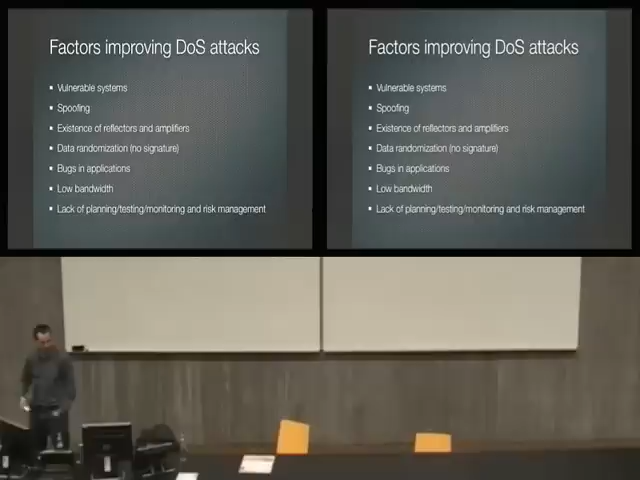 Factors improving DoS attacks
Vulnerable systems
Spoofing
Existence of reflectors and amplifiers
Data randomization (no signature)
Bugs in applications
Low bandwidth
Lack of planning/testing/monitoring and risk management
Factors improving DoS attacks
Vulnerable systems
Spoofing
Existence of reflectors and amplifiers
Data randomization (no signature)
Bugs in applications
Low bandwidth
Lack of planning/testing/monitoring and risk management